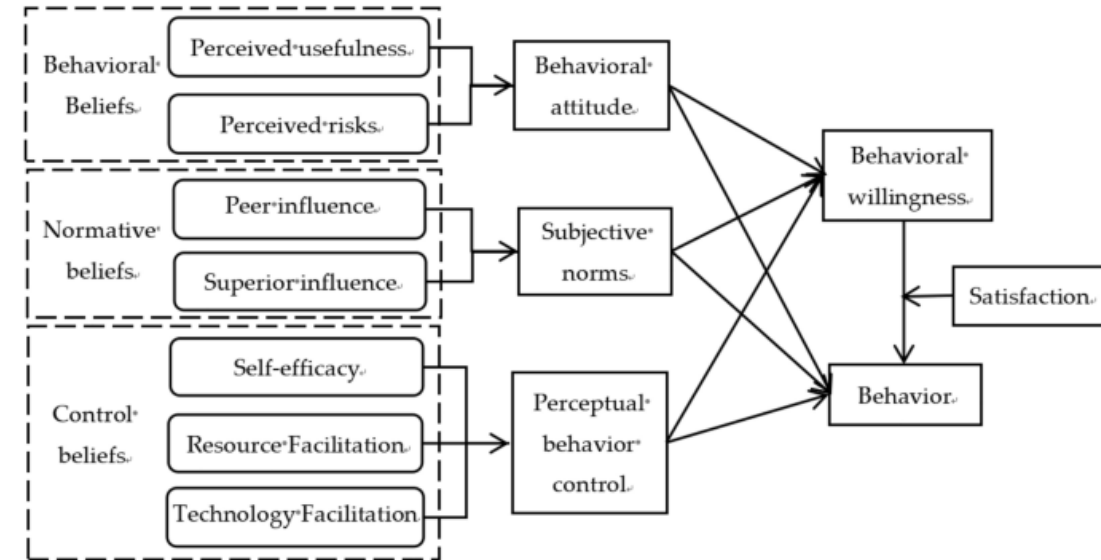 Behavioral
Beliefs
Perceived usefulness
Perceived risks
Behavioral
attitude
Normative
beliefs
Peer influence
Superior influence
Subjective
norms
Control
beliefs
Self-efficacy
Resource Facilitation
Technology Facilitation
Perceptual
behavior
control
Behavioral
willingness
Satisfaction
Behavior